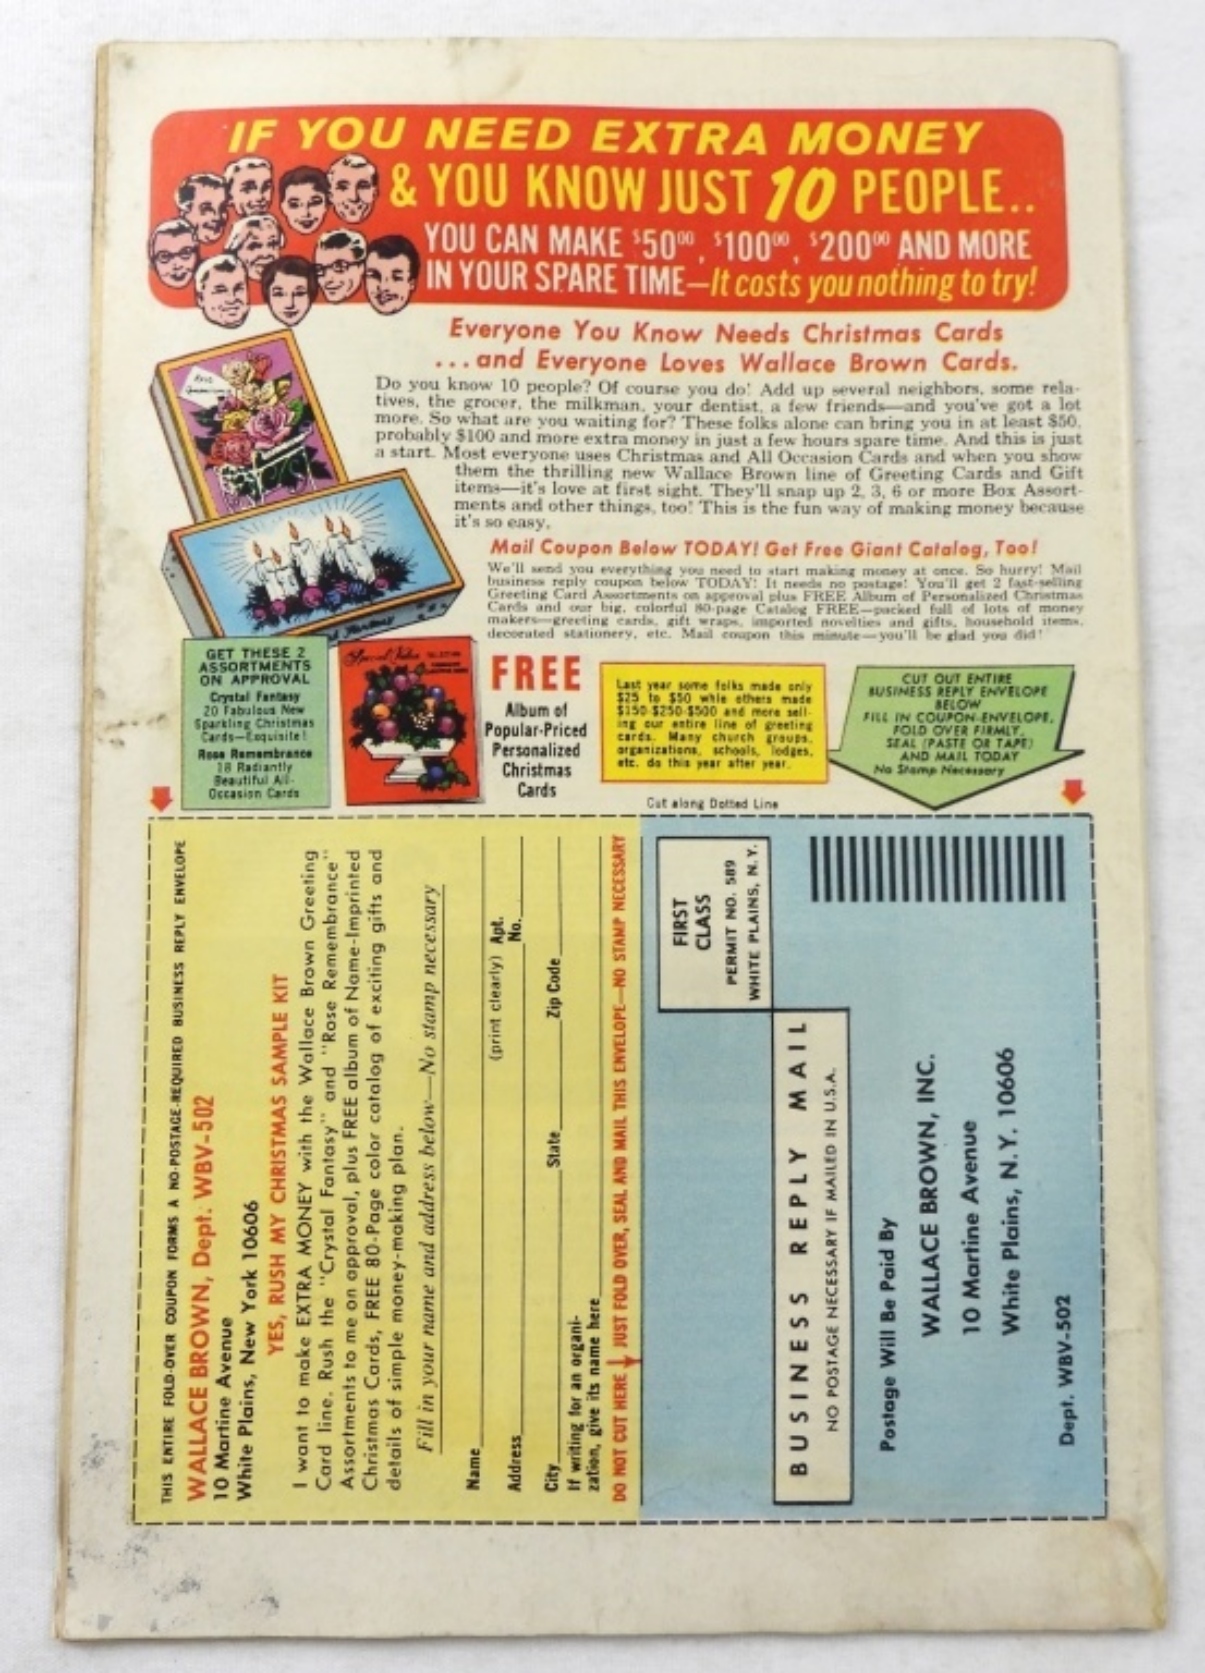 IF YOU NEED EXTRA MONEY
& YOU KNOW JUST 10 PEOPLE..
YOU CAN MAKE $50⁰⁰, $100⁰⁰, $200⁰⁰ AND MORE
IN YOUR SPARE TIME—It costs you nothing to try!
Everyone You Know Needs Christmas Cards
...and Everyone Loves Wallace Brown Cards.
Do you know 10 people? Of course you do! Add up several neighbors, some rela-
tives, the grocer, the milkman, your dentist, a few friends—and you've got a lot
more. So what are you waiting for? These folks alone can bring you in at least $50,
probably $100 and more extra money in just a few hours spare time. And this is just
a start. Most everyone uses Christmas and All Occasion Cards and when you show
them the thrilling new Wallace Brown line of Greeting Cards and Gift
items—it's love at first sight. They'll snap up 2, 3, 6 or more Box Assort-
ments and other things, too! This is the fun way of making money because
it's so easy.
Mail Coupon Below TODAY! Get Free Giant Catalog, Too!
We'll send you everything you need to start making money at once. So hurry! Mail
business reply coupon below TODAY! It needs no postage! You'll get 2 fast-selling
Greeting Card Assortments on approval plus FREE Album of Personalized Christmas
Cards and our big, colorful 80-page Catalog FREE—packed full of lots of money
makers—greeting cards, gift wraps, imported novelties and gifts, household items,
decorated stationery, etc. Mail coupon this minute—you'll be glad you did!
GET THESE 2
ASSORTMENTS
ON APPROVAL
Crystal Fantasy
20 Fabulous New
Sparkling Christmas
Cards—Exquisite!
Rose Remembrance
18 Radiantly
Beautiful All-
Occasion Cards
Special Value
FREE
Album of
Popular-Priced
Personalized
Christmas
Cards
Last year some folks made only
$25 to $50 while others made
$150-$250-$500 and more sell-
ing our entire line of greeting
cards. Many church groups,
organizations, schools, lodges,
etc. do this year after year.
CUT OUT ENTIRE
BUSINESS REPLY ENVELOPE
BELOW
FILL IN COUPON-ENVELOPE,
FOLD OVER FIRMLY,
SEAL (PASTE OR TAPE)
AND MAIL TODAY
No Stamp Necessary
Cut along Dotted Line
THIS ENTIRE FOLD-OVER COUPON FORMS A NO-POSTAGE-REQUIRED BUSINESS REPLY ENVELOPE
WALLACE BROWN, Dept. WBV-502
10 Martine Avenue
White Plains, New York 10606
YES, RUSH MY CHRISTMAS SAMPLE KIT
I want to make EXTRA MONEY with the Wallace Brown Greeting
Card line. Rush the "Crystal Fantasy" and "Rose Remembrance"
Assortments to me on approval, plus FREE album of Name-Imprinted
Christmas Cards, FREE 80-Page color catalog of exciting gifts and
details of simple money-making plan.
Fill in your name and address below—No stamp necessary
Name
(print clearly)
Address
Apt.
No.
City
State
Zip Code
If writing for an organi-
zation, give its name here
DO NOT CUT HERE JUST FOLD OVER, SEAL AND MAIL THIS ENVELOPE—NO STAMP NECESSARY
FIRST
CLASS
PERMIT NO. 589
WHITE PLAINS, N.Y.
BUSINESS REPLY MAIL
NO POSTAGE NECESSARY IF MAILED IN U.S.A.
Postage Will Be Paid By
WALLACE BROWN, INC.
10 Martine Avenue
White Plains, N.Y. 10606
Dept. WBV-502